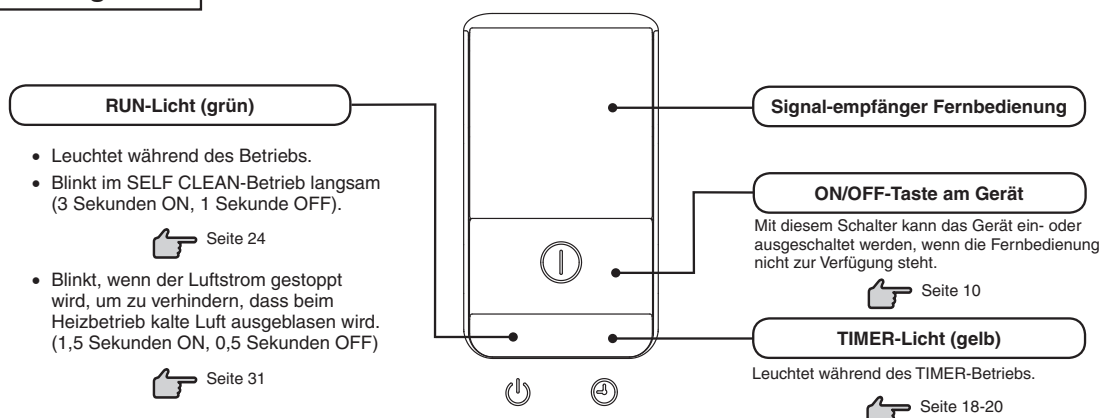 RUN-Licht (grün)
• Leuchtet während des Betriebs.
• Blinkt im SELF CLEAN-Betrieb langsam
(3 Sekunden ON, 1 Sekunde OFF).
Seite 24
• Blinkt, wenn der Luftstrom gestoppt
wird, um zu verhindern, dass beim
Heizbetrieb kalte Luft ausgeblasen wird.
(1,5 Sekunden ON, 0,5 Sekunden OFF)
Seite 31
Signal-empfänger Fernbedienung
ON/OFF-Taste am Gerät
Mit diesem Schalter kann das Gerät ein- oder
ausgeschaltet werden, wenn die Fernbedienung
nicht zur Verfügung steht.
Seite 10
TIMER-Licht (gelb)
Leuchtet während des TIMER-Betriebs.
Seite 18-20